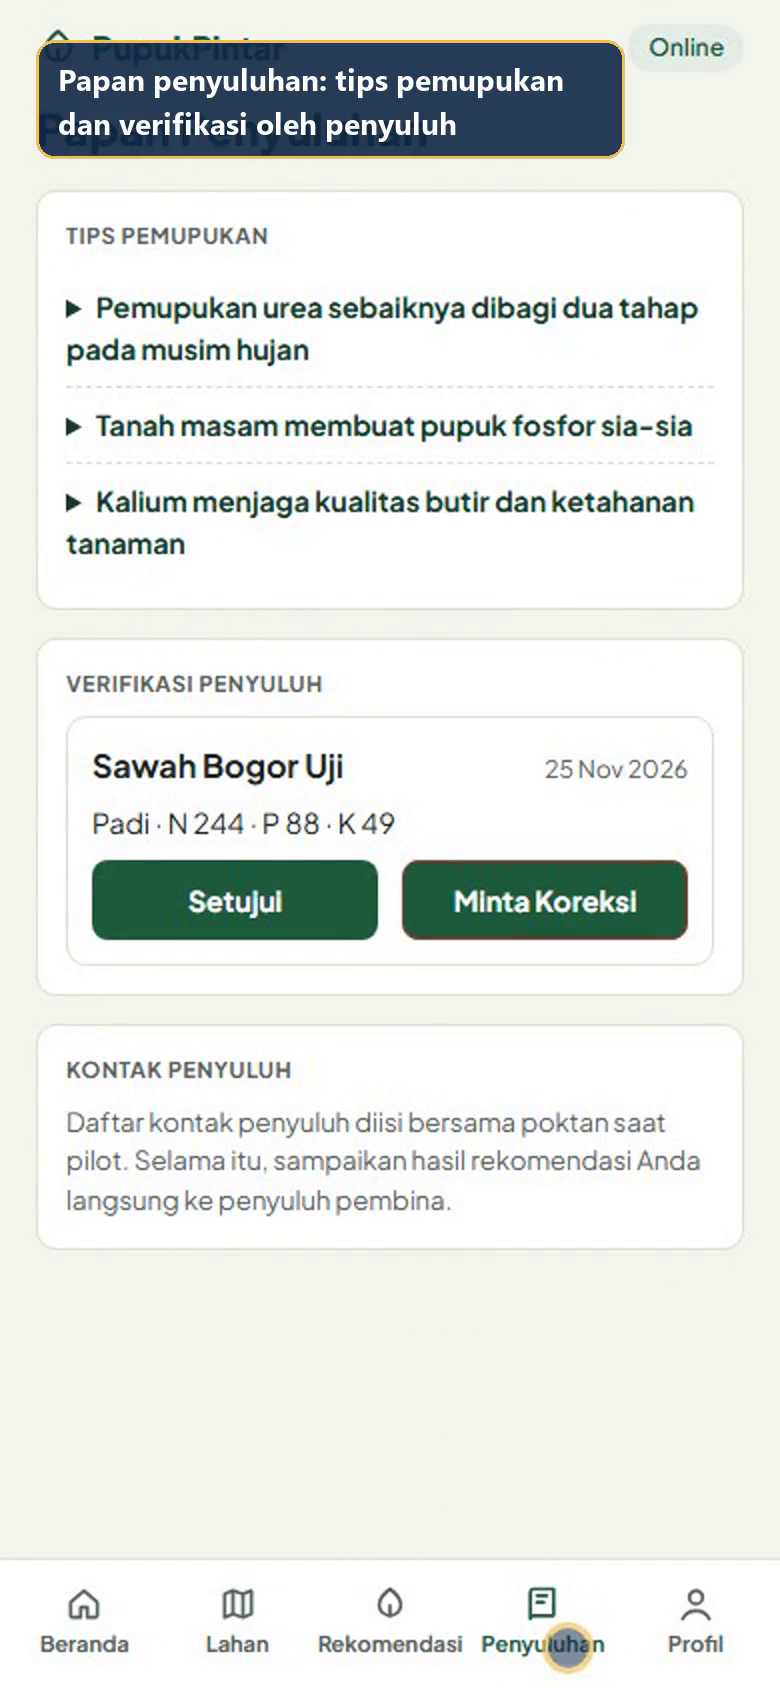 PupukPintar
Online
Papan penyuluhan: tips pemupukan
dan verifikasi oleh penyuluh
Papan Penyuluhan
TIPS PEMUPUKAN
▶ Pemupukan urea sebaiknya dibagi dua tahap
pada musim hujan
▶ Tanah masam membuat pupuk fosfor sia-sia
▶ Kalium menjaga kualitas butir dan ketahanan
tanaman
VERIFIKASI PENYULUH
Sawah Bogor Uji
25 Nov 2026
Padi · N 244 · P 88 · K 49
Setujui
Minta Koreksi
KONTAK PENYULUH
Daftar kontak penyuluh diisi bersama poktan saat
pilot. Selama itu, sampaikan hasil rekomendasi Anda
langsung ke penyuluh pembina.
Beranda
Lahan
Rekomendasi
Penyuluhan
Profil